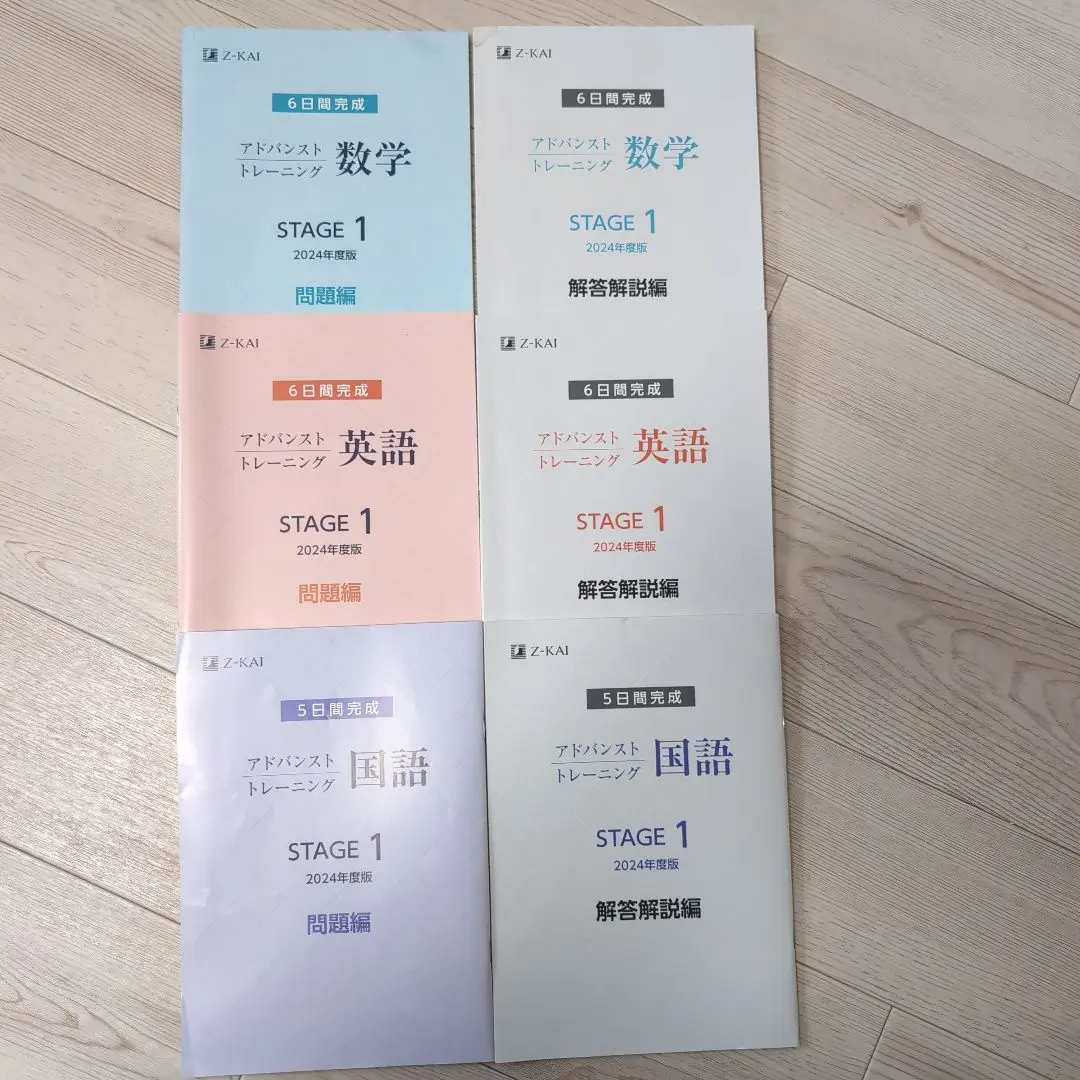 Z-KAI
6日間完成
アドバンスト
トレーニング
数学
STAGE 1
2024年度版
問題編
Z-KAI
6日間完成
アドバンスト
トレーニング
数学
STAGE 1
2024年度版
解答解説編
Z-KAI
6日間完成
アドバンスト
トレーニング
英語
STAGE 1
2024年度版
問題編
Z-KAI
6日間完成
アドバンスト
トレーニング
英語
STAGE 1
2024年度版
解答解説編
Z-KAI
5日間完成
アドバンスト
トレーニング
国語
STAGE 1
2024年度版
問題編
Z-KAI
5日間完成
アドバンスト
トレーニング
国語
STAGE 1
2024年度版
解答解説編